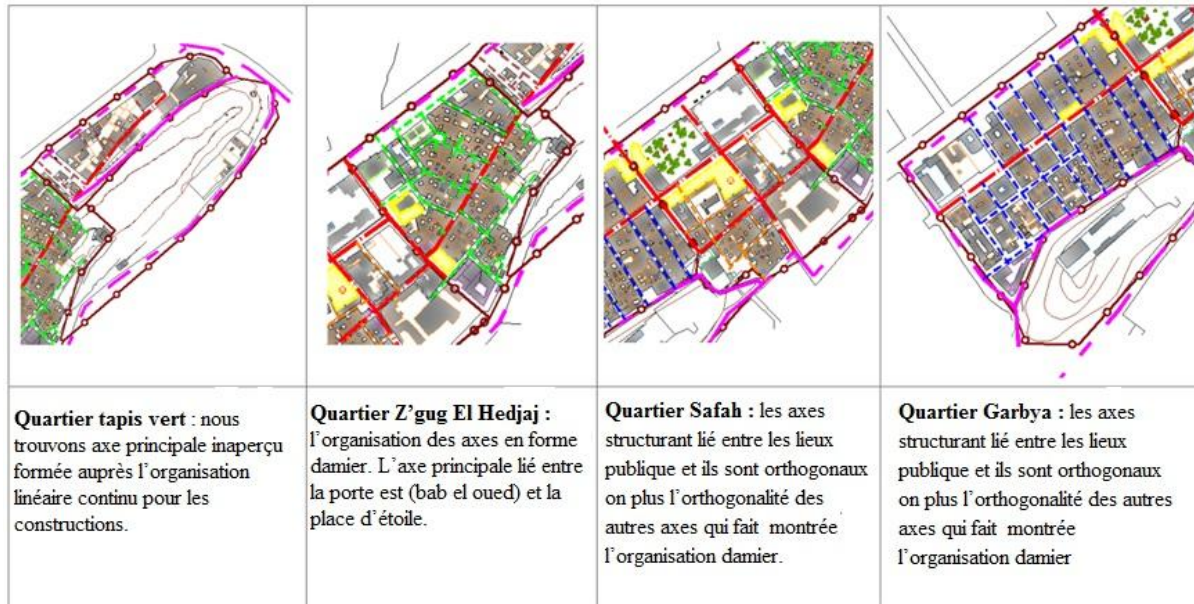 Quartier tapis vert : nous
trouvons axe principale inaperçu
formée auprès l'organisation
linéaire continu pour les
constructions.
Quartier Z'gug El Hedjaj :
l'organisation des axes en forme
damier. L'axe principale lié entre
la porte est (bab el oued) et la
place d'étoile.
Quartier Safah : les axes
structurant lié entre les lieux
publique et ils sont orthogonaux
on plus l'orthogonalité des
autres axes qui fait montrée
l'organisation damier.
Quartier Garbya : les axes
structurant lié entre les lieux
publique et ils sont orthogonaux
on plus l'orthogonalité des autres
axes qui fait montrée
l'organisation damier